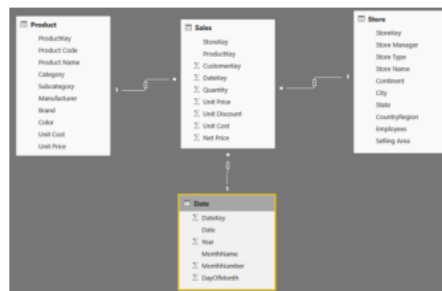 Product
ProductKey
Product Code
Product Name
Category
Subcategory
Manufacturer
Brand
Color
Unit Cost
Unit Price
Sales
StoreKey
ProductKey
Σ CustomerKey
Σ DateKey
Σ Quantity
Σ Unit Price
Σ Unit Discount
Σ Unit Cost
Σ Net Price
Store
StoreKey
Store Manager
Store Type
Store Name
Continent
City
State
CountryRegion
Employees
Selling Area
Date
Σ DateKey
Date
Σ Year
MonthName
Σ MonthNumber
Σ DayOfMonth